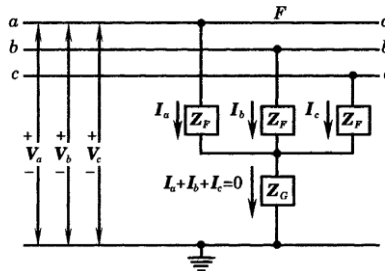 F
a a
b b
c c
I_a I_b I_c
Z_F Z_F Z_F
+ + +
V_a V_b V_c
− − −
I_a+I_b+I_c=0 Z_G